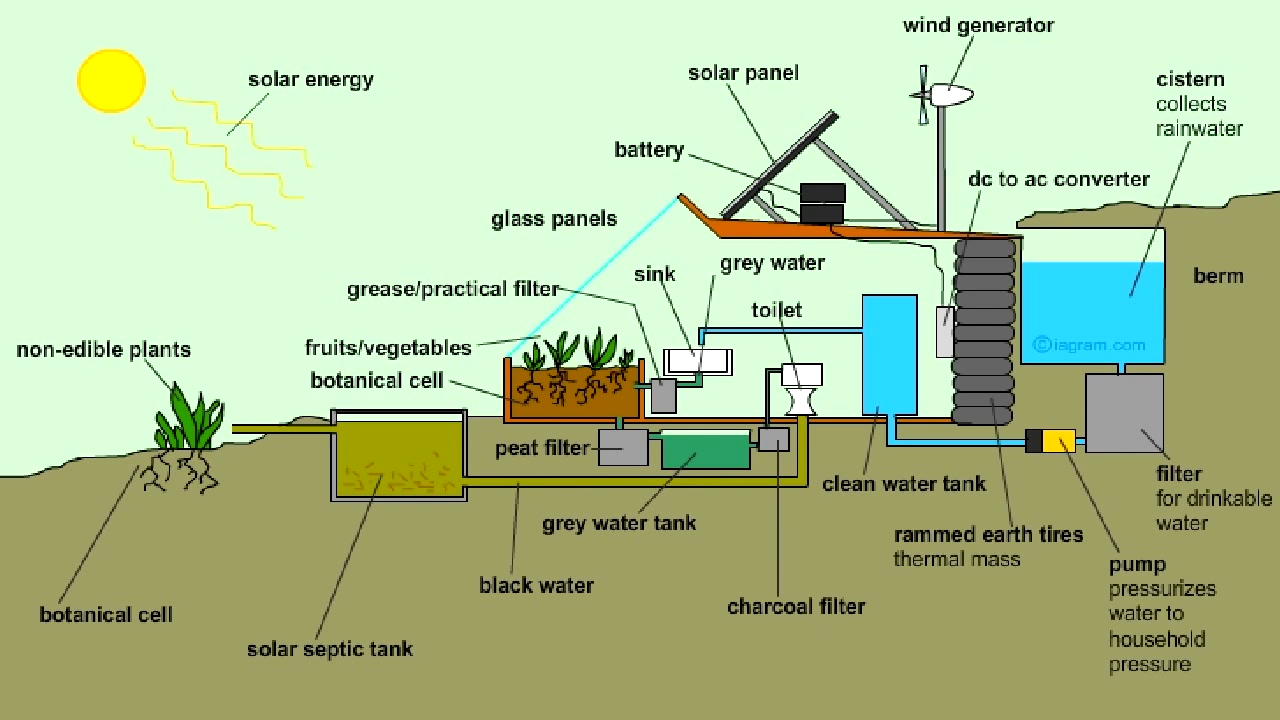 wind generator
solar panel
cistern
collects
rainwater
solar energy
battery
dc to ac converter
glass panels
grey water
sink
berm
grease/practical filter
toilet
©iagram.com
non-edible plants
fruits/vegetables
botanical cell
peat filter
clean water tank
filter
for drinkable
water
grey water tank
rammed earth tires
thermal mass
black water
pump
pressurizes
water to
household
pressure
charcoal filter
botanical cell
solar septic tank